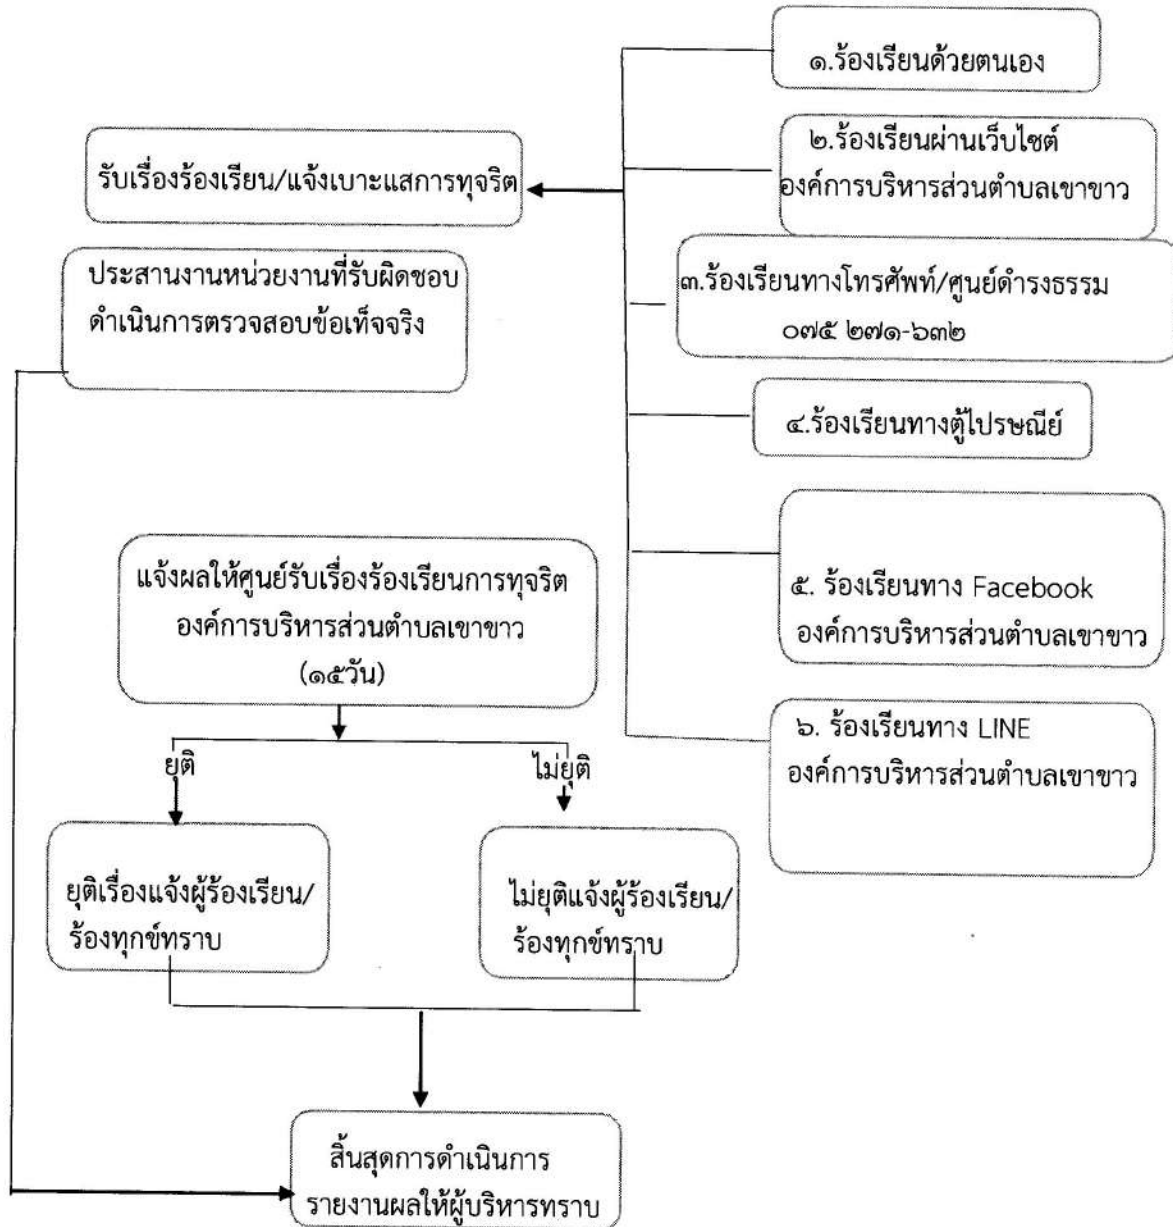 ๑.ร้องเรียนด้วยตนเอง
๒.ร้องเรียนผ่านเว็บไซต์
องค์การบริหารส่วนตำบลเขาขาว
รับเรื่องร้องเรียน/แจ้งเบาะแสการทุจริต
ประสานงานหน่วยงานที่รับผิดชอบ
ดำเนินการตรวจสอบข้อเท็จจริง
๓.ร้องเรียนทางโทรศัพท์/ศูนย์ดำรงธรรม
๐๗๕ ๒๗๑-๖๓๒
๔.ร้องเรียนทางตู้ไปรษณีย์
๕. ร้องเรียนทาง Facebook
องค์การบริหารส่วนตำบลเขาขาว
๖. ร้องเรียนทาง LINE
องค์การบริหารส่วนตำบลเขาขาว
แจ้งผลให้ศูนย์รับเรื่องร้องเรียนการทุจริต
องค์การบริหารส่วนตำบลเขาขาว
(๑๕วัน)
ยุติ
ไม่ยุติ
ยุติเรื่องแจ้งผู้ร้องเรียน/
ร้องทุกข์ทราบ
ไม่ยุติแจ้งผู้ร้องเรียน/
ร้องทุกข์ทราบ
สิ้นสุดการดำเนินการ
รายงานผลให้ผู้บริหารทราบ